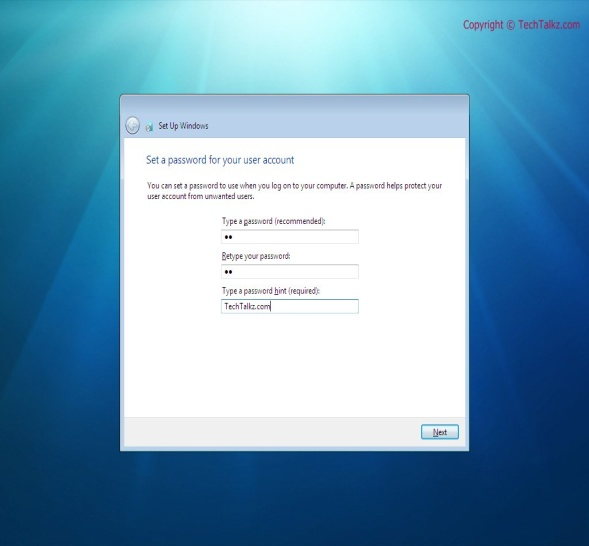 Copyright © TechTalkz.com
Set Up Windows
Set a password for your user account
You can set a password to use when you log on to your computer. A password helps protect your
user account from unwanted users.
Type a password (recommended):
••
Retype your password:
••
Type a password hint (required):
TechTalkz.com
Next